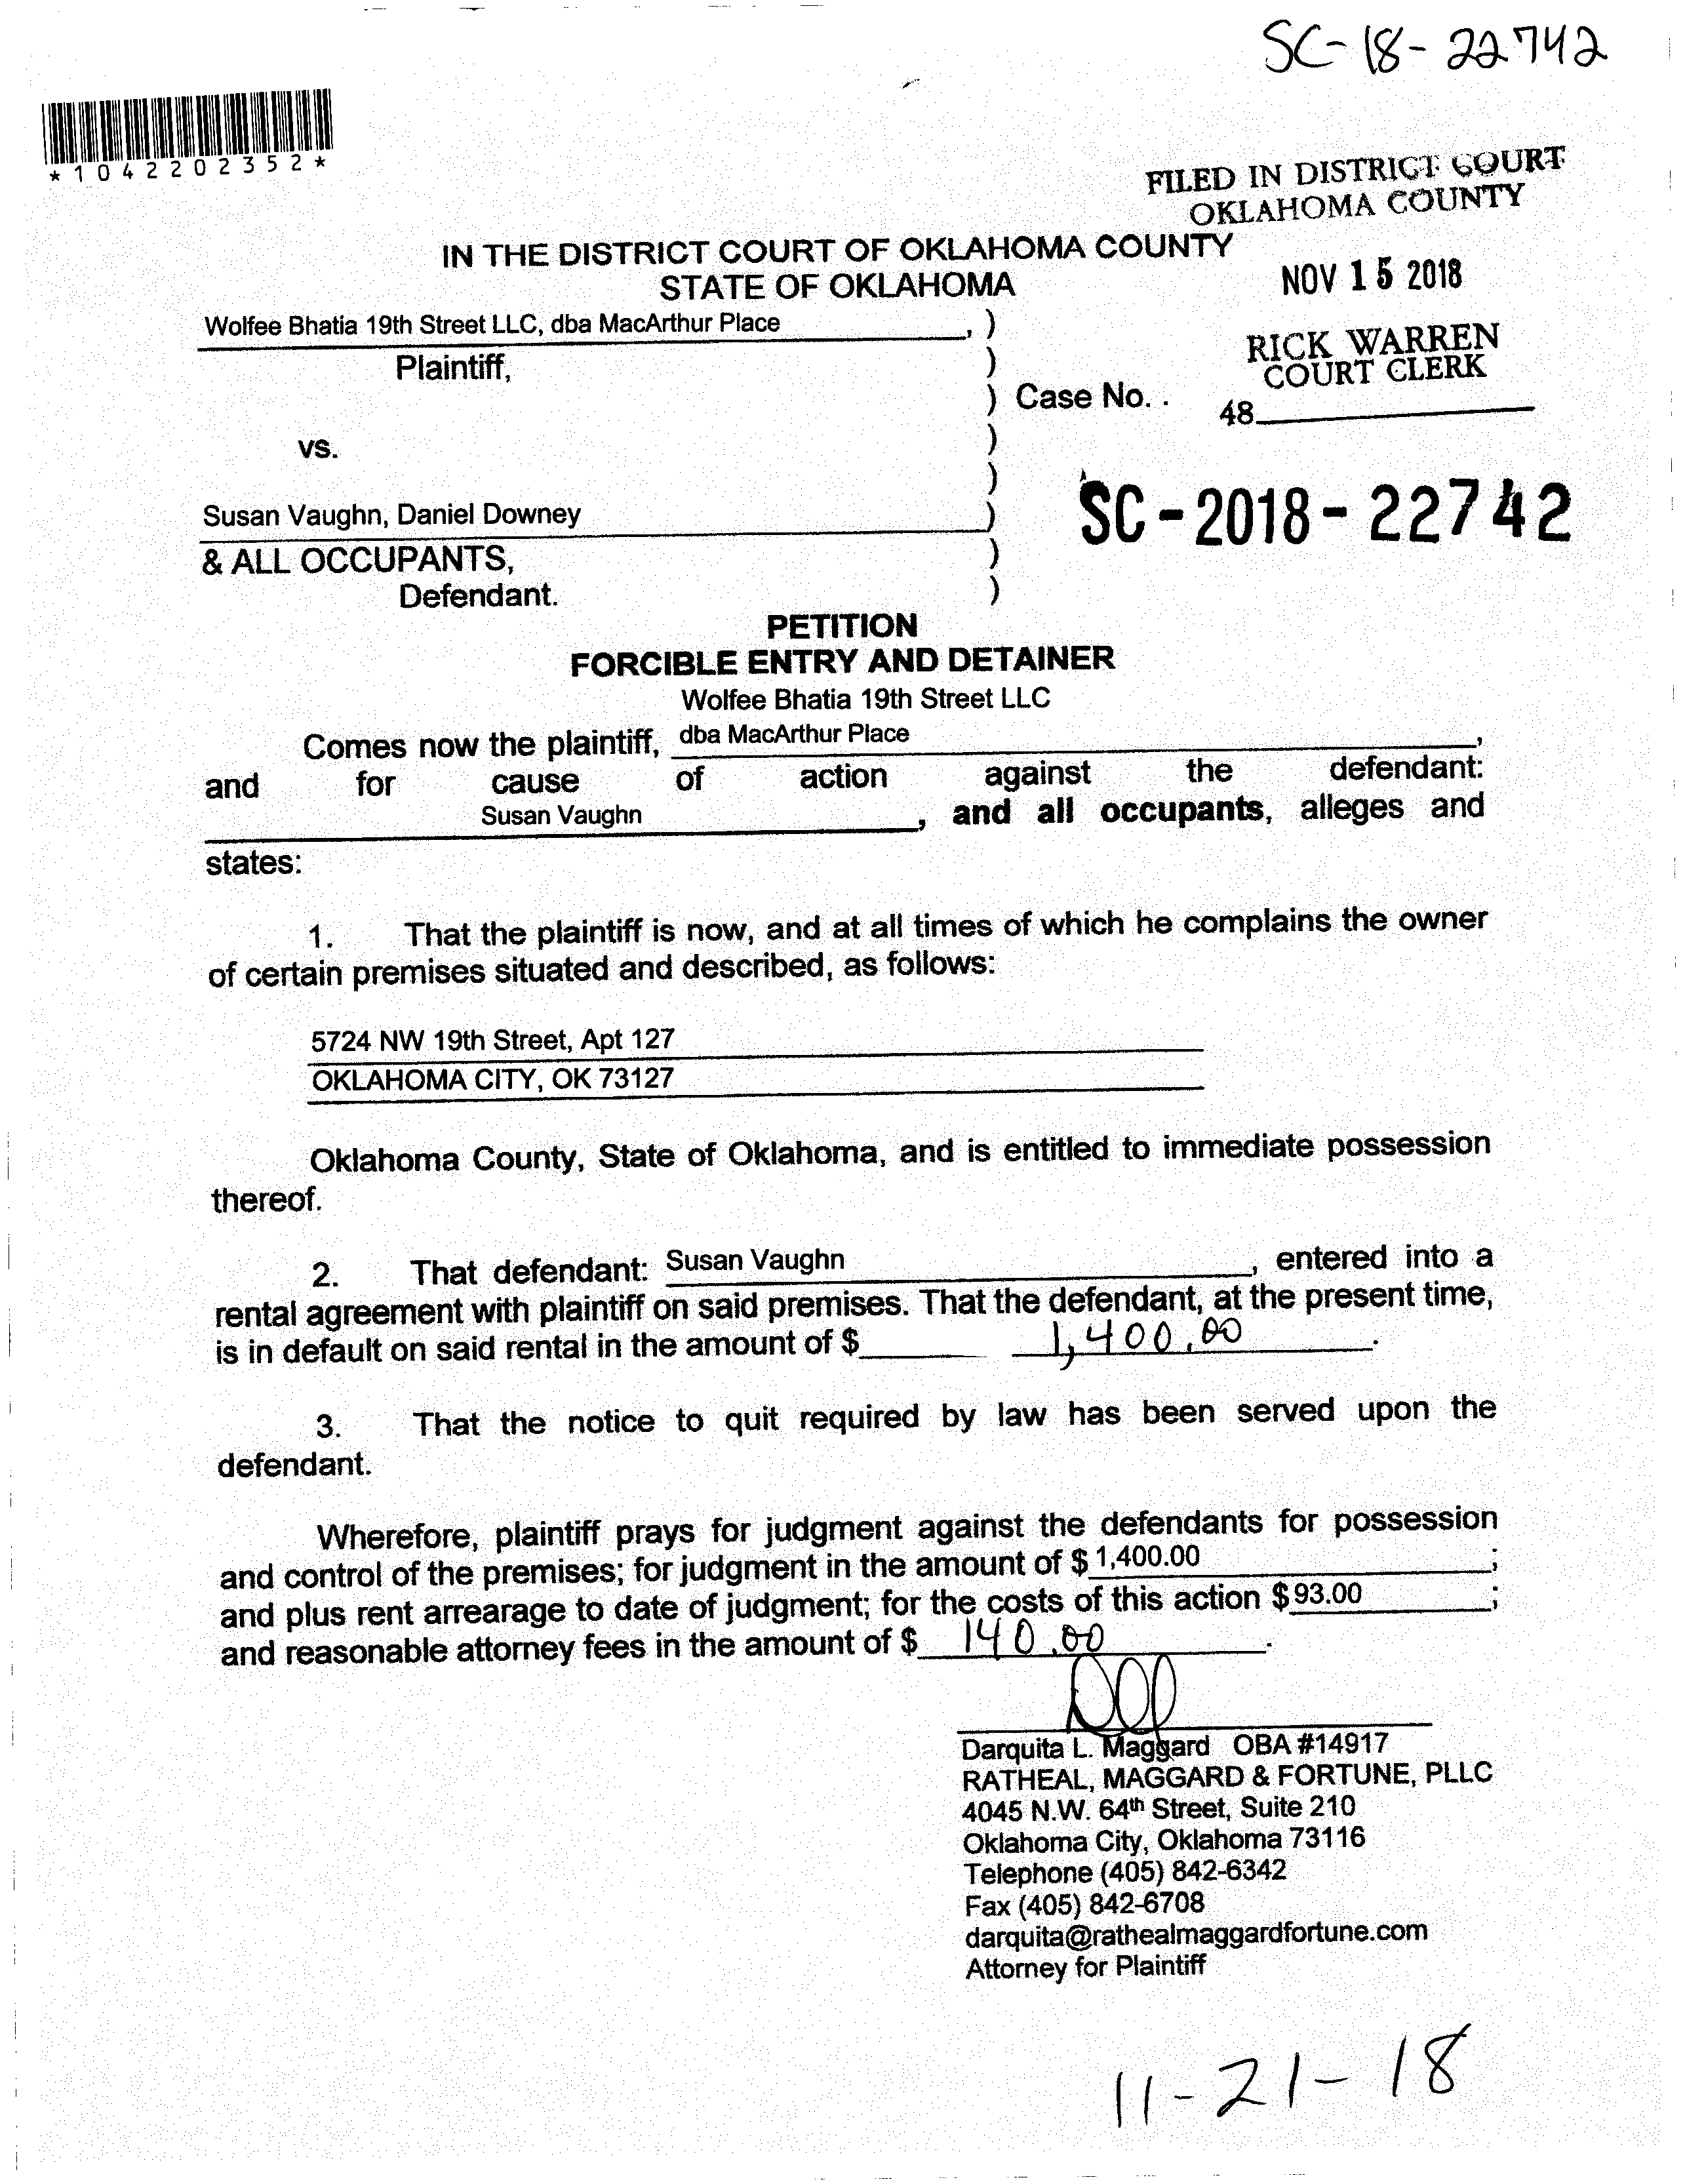 SC-18-22742
*1042202352*
FILED IN DISTRICT COURT
OKLAHOMA COUNTY
IN THE DISTRICT COURT OF OKLAHOMA COUNTY
STATE OF OKLAHOMA
NOV 15 2018
Wolfee Bhatia 19th Street LLC, dba MacArthur Place , )
Plaintiff, )
RICK WARREN
COURT CLERK
) Case No. .
48
vs. )
)
Susan Vaughn, Daniel Downey )
SC-2018-22742
& ALL OCCUPANTS, )
Defendant. )
PETITION
FORCIBLE ENTRY AND DETAINER
Wolfee Bhatia 19th Street LLC
Comes now the plaintiff, dba MacArthur Place ,
and for cause of action against the defendant:
Susan Vaughn , and all occupants, alleges and
states:
1. That the plaintiff is now, and at all times of which he complains the owner
of certain premises situated and described, as follows:
5724 NW 19th Street, Apt 127
OKLAHOMA CITY, OK 73127
Oklahoma County, State of Oklahoma, and is entitled to immediate possession
thereof.
2. That defendant: Susan Vaughn , entered into a
rental agreement with plaintiff on said premises. That the defendant, at the present time,
is in default on said rental in the amount of $ 1,400.00 .
3. That the notice to quit required by law has been served upon the
defendant.
Wherefore, plaintiff prays for judgment against the defendants for possession
and control of the premises; for judgment in the amount of $ 1,400.00 ;
and plus rent arrearage to date of judgment; for the costs of this action $ 93.00 ;
and reasonable attorney fees in the amount of $ 140.00 .
Darquita L. Maggard OBA #14917
RATHEAL, MAGGARD & FORTUNE, PLLC
4045 N.W. 64th Street, Suite 210
Oklahoma City, Oklahoma 73116
Telephone (405) 842-6342
Fax (405) 842-6708
darquita@rathealmaggardfortune.com
Attorney for Plaintiff
11-21-18